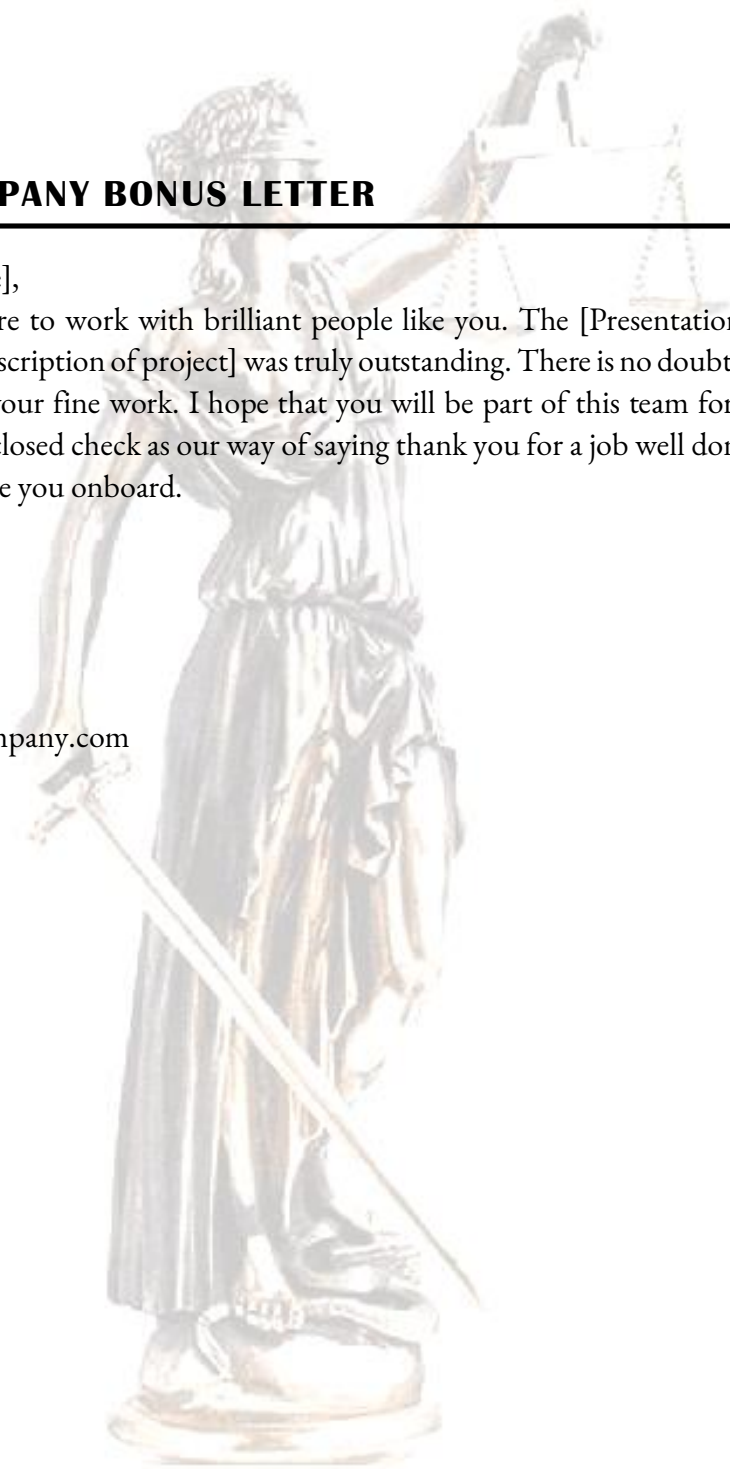 PANY BONUS LETTER
],
re to work with brilliant people like you. The [Presentation
scription of project] was truly outstanding. There is no doubt
your fine work. I hope that you will be part of this team for
closed check as our way of saying thank you for a job well don
e you onboard.
npany.com